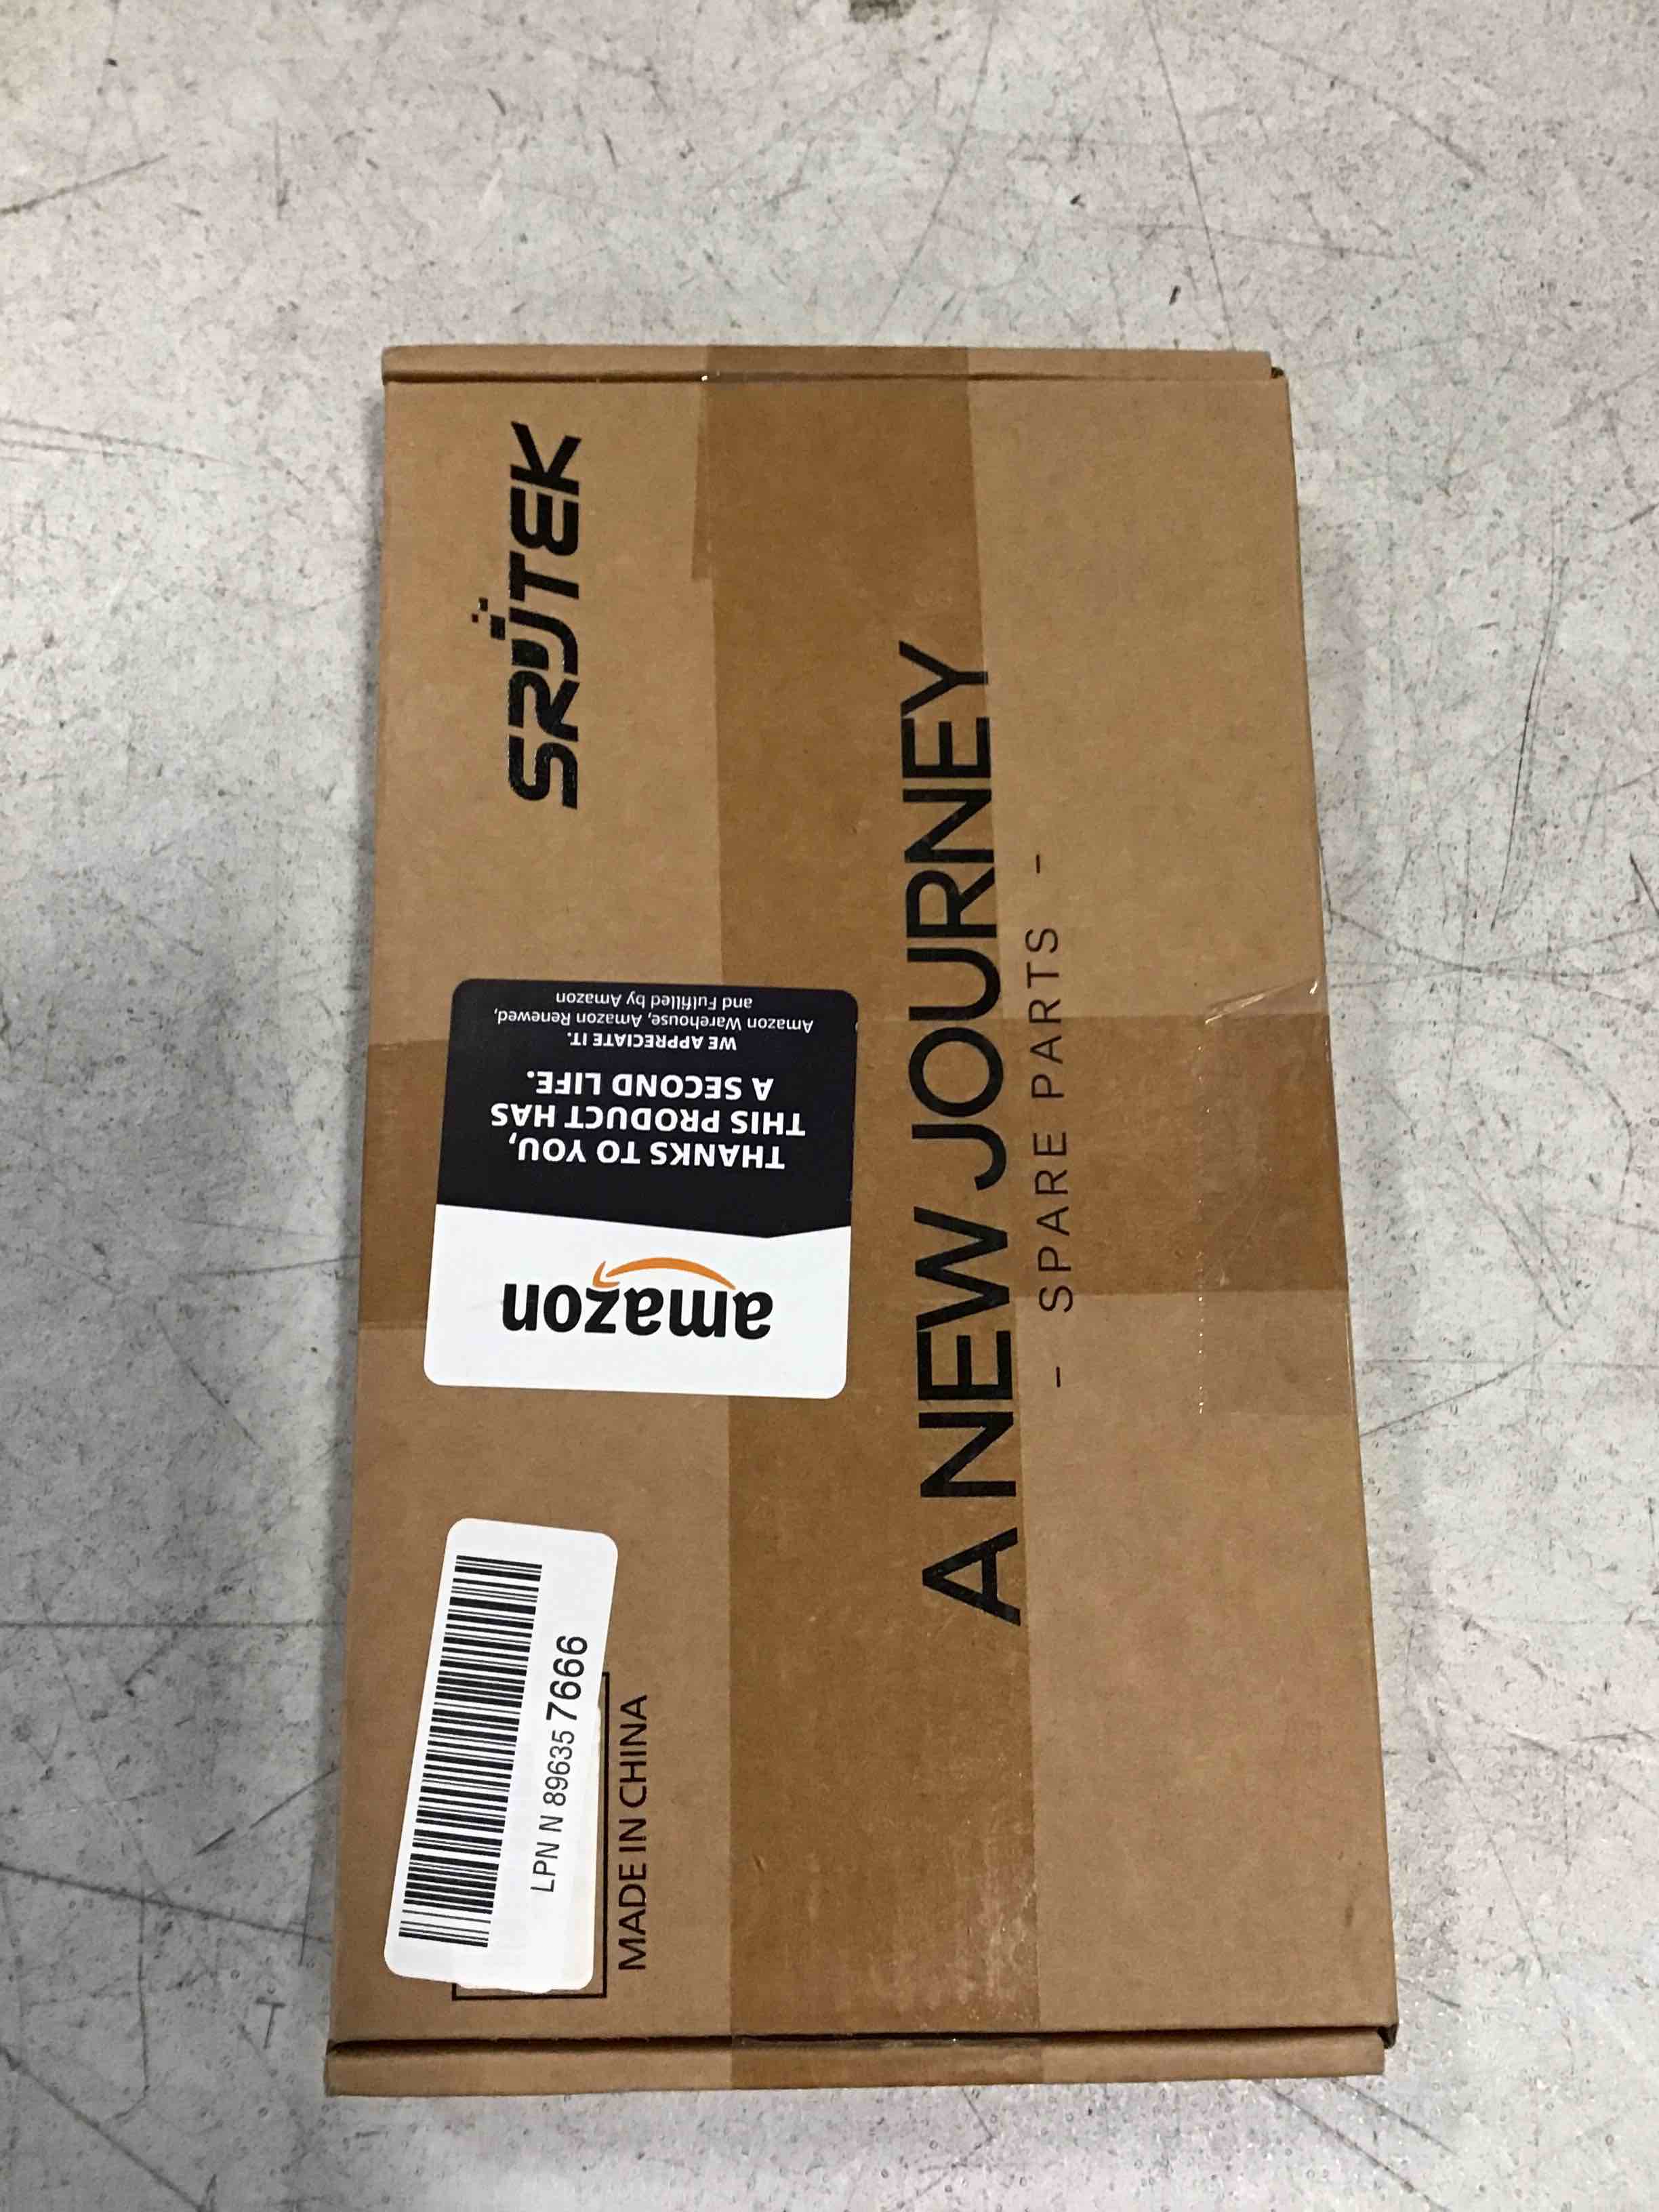 SRUTEK
A NEW JOURNEY
- SPARE PARTS -
amazon
THANKS TO YOU,
THIS PRODUCT HAS
A SECOND LIFE.
WE APPRECIATE IT.
Amazon Warehouse, Amazon Renewed,
and Fulfilled by Amazon
LPN N 89635 7666
MADE IN CHINA